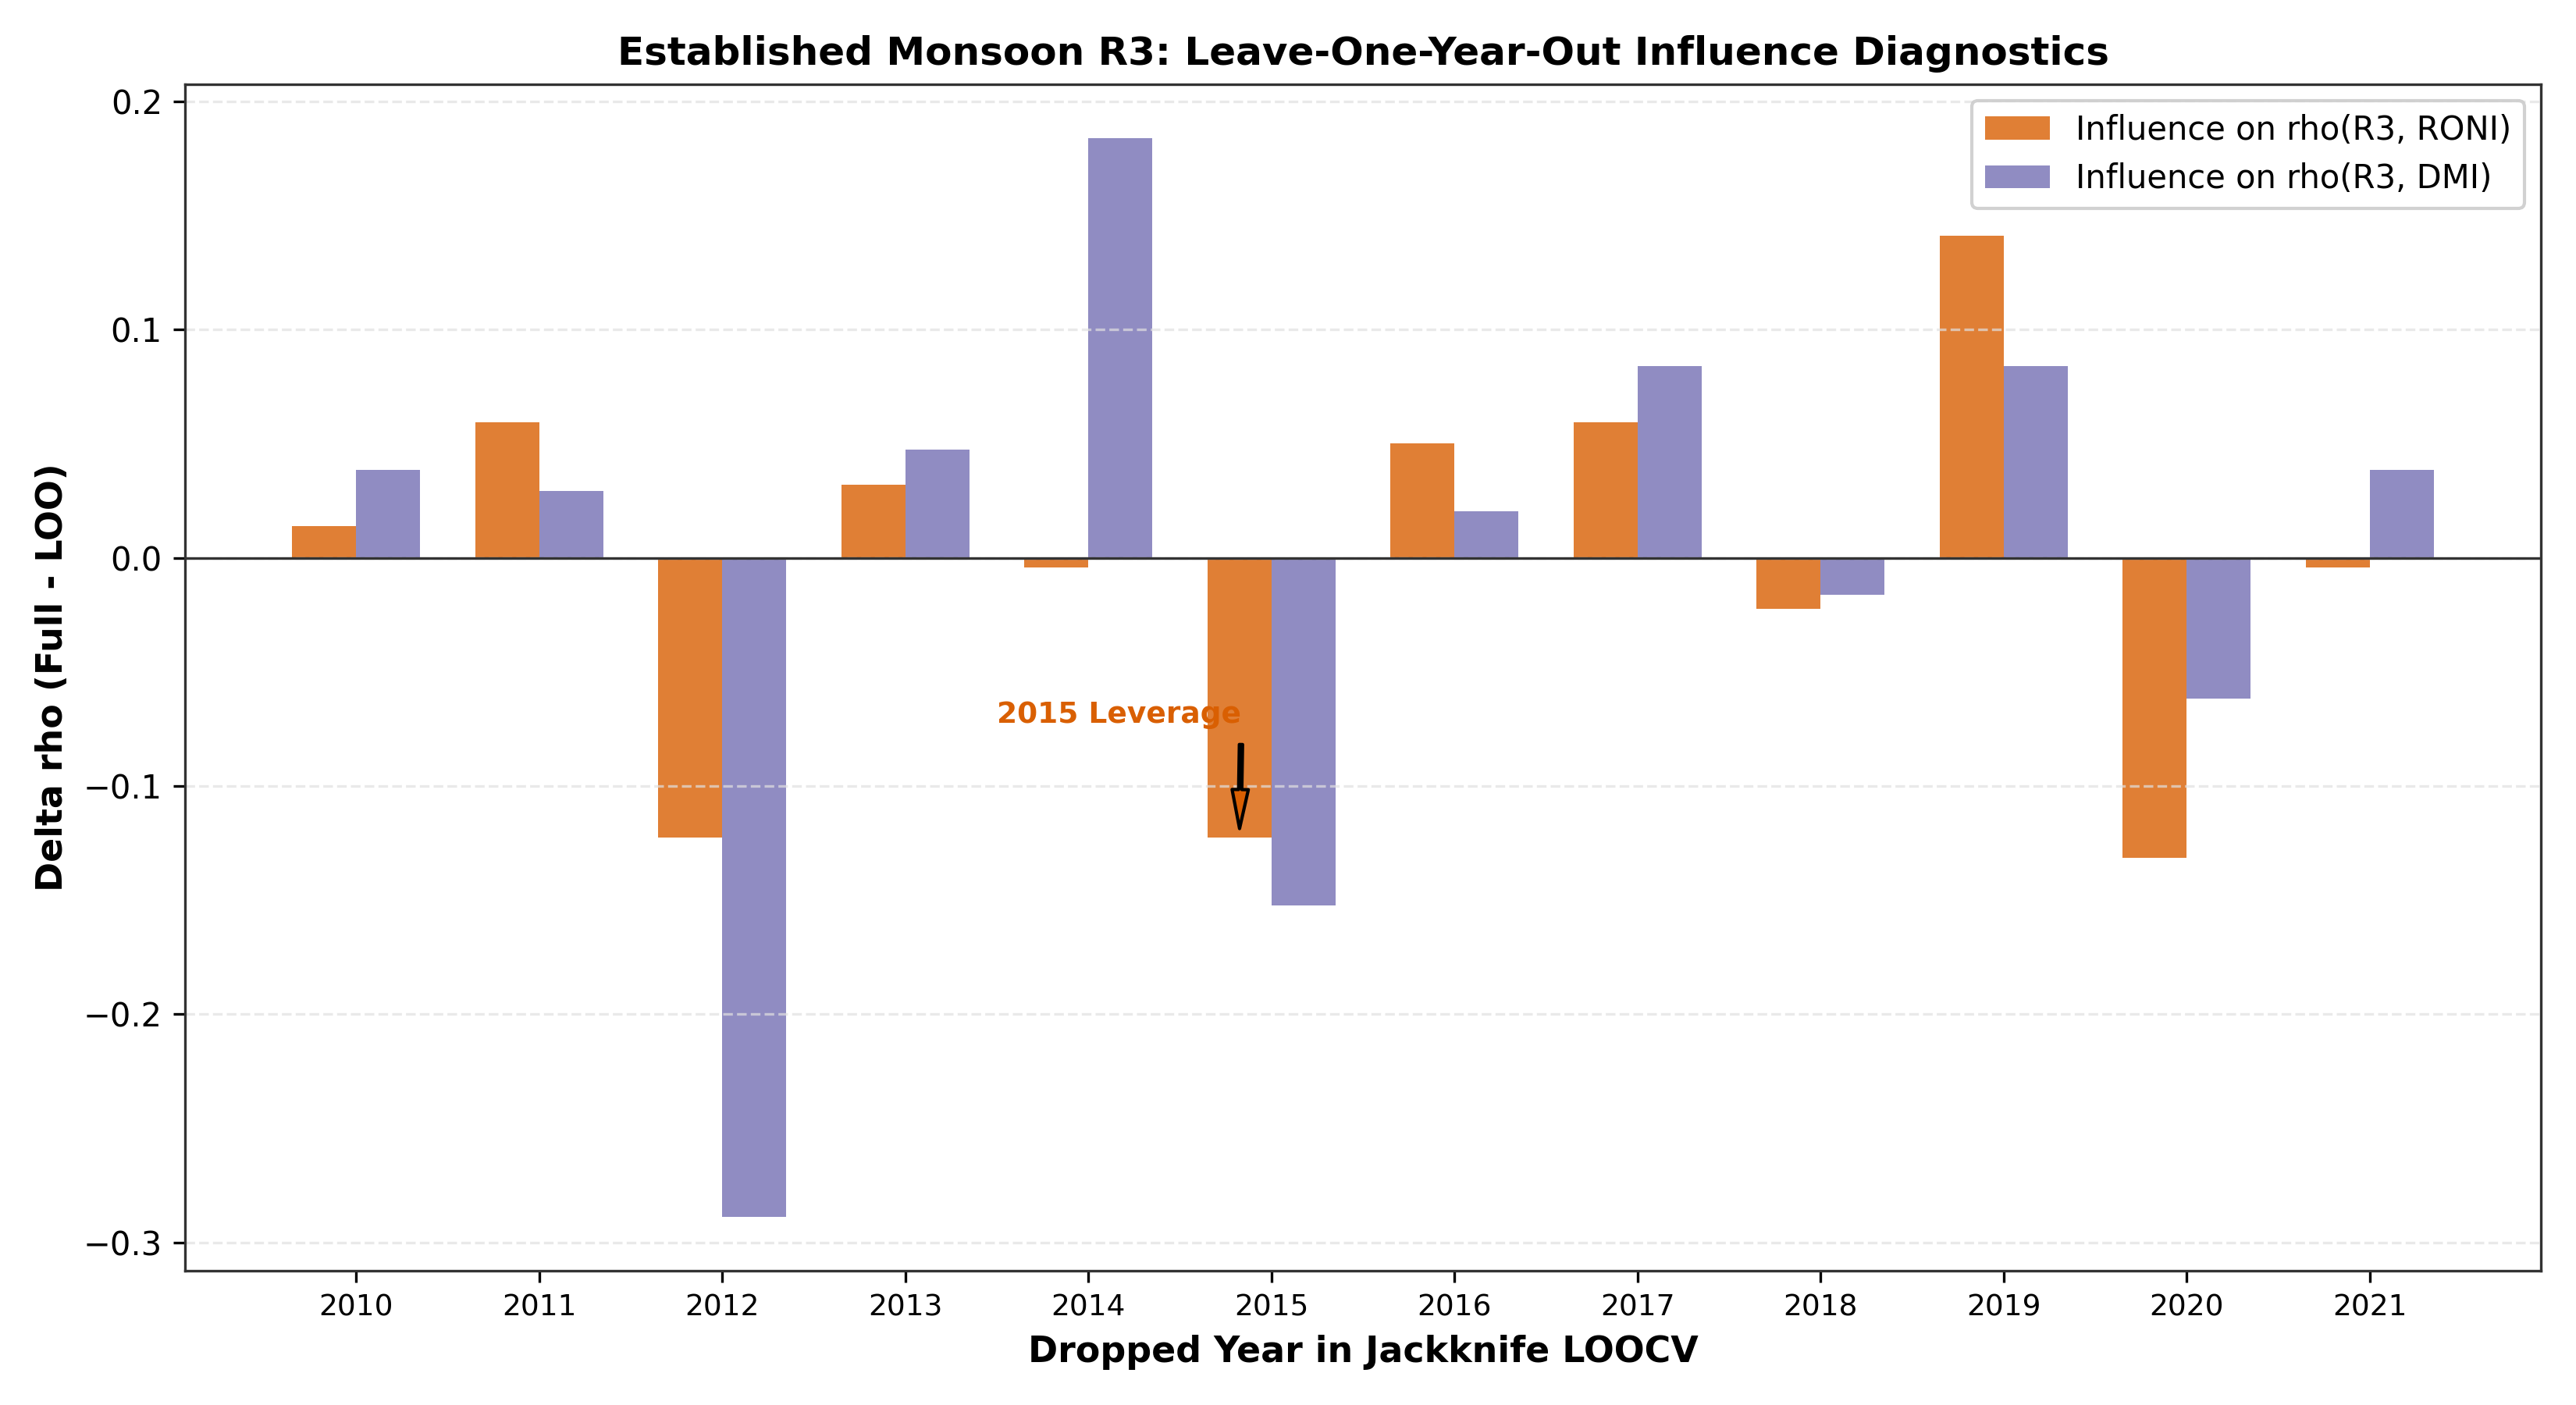 Established Monsoon R3: Leave-One-Year-Out Influence Diagnostics
Influence on rho(R3, RONI)
Influence on rho(R3, DMI)
Delta rho (Full - LOO)
0.2
0.1
0.0
−0.1
−0.2
−0.3
2015 Leverage
2010 2011 2012 2013 2014 2015 2016 2017 2018 2019 2020 2021
Dropped Year in Jackknife LOOCV